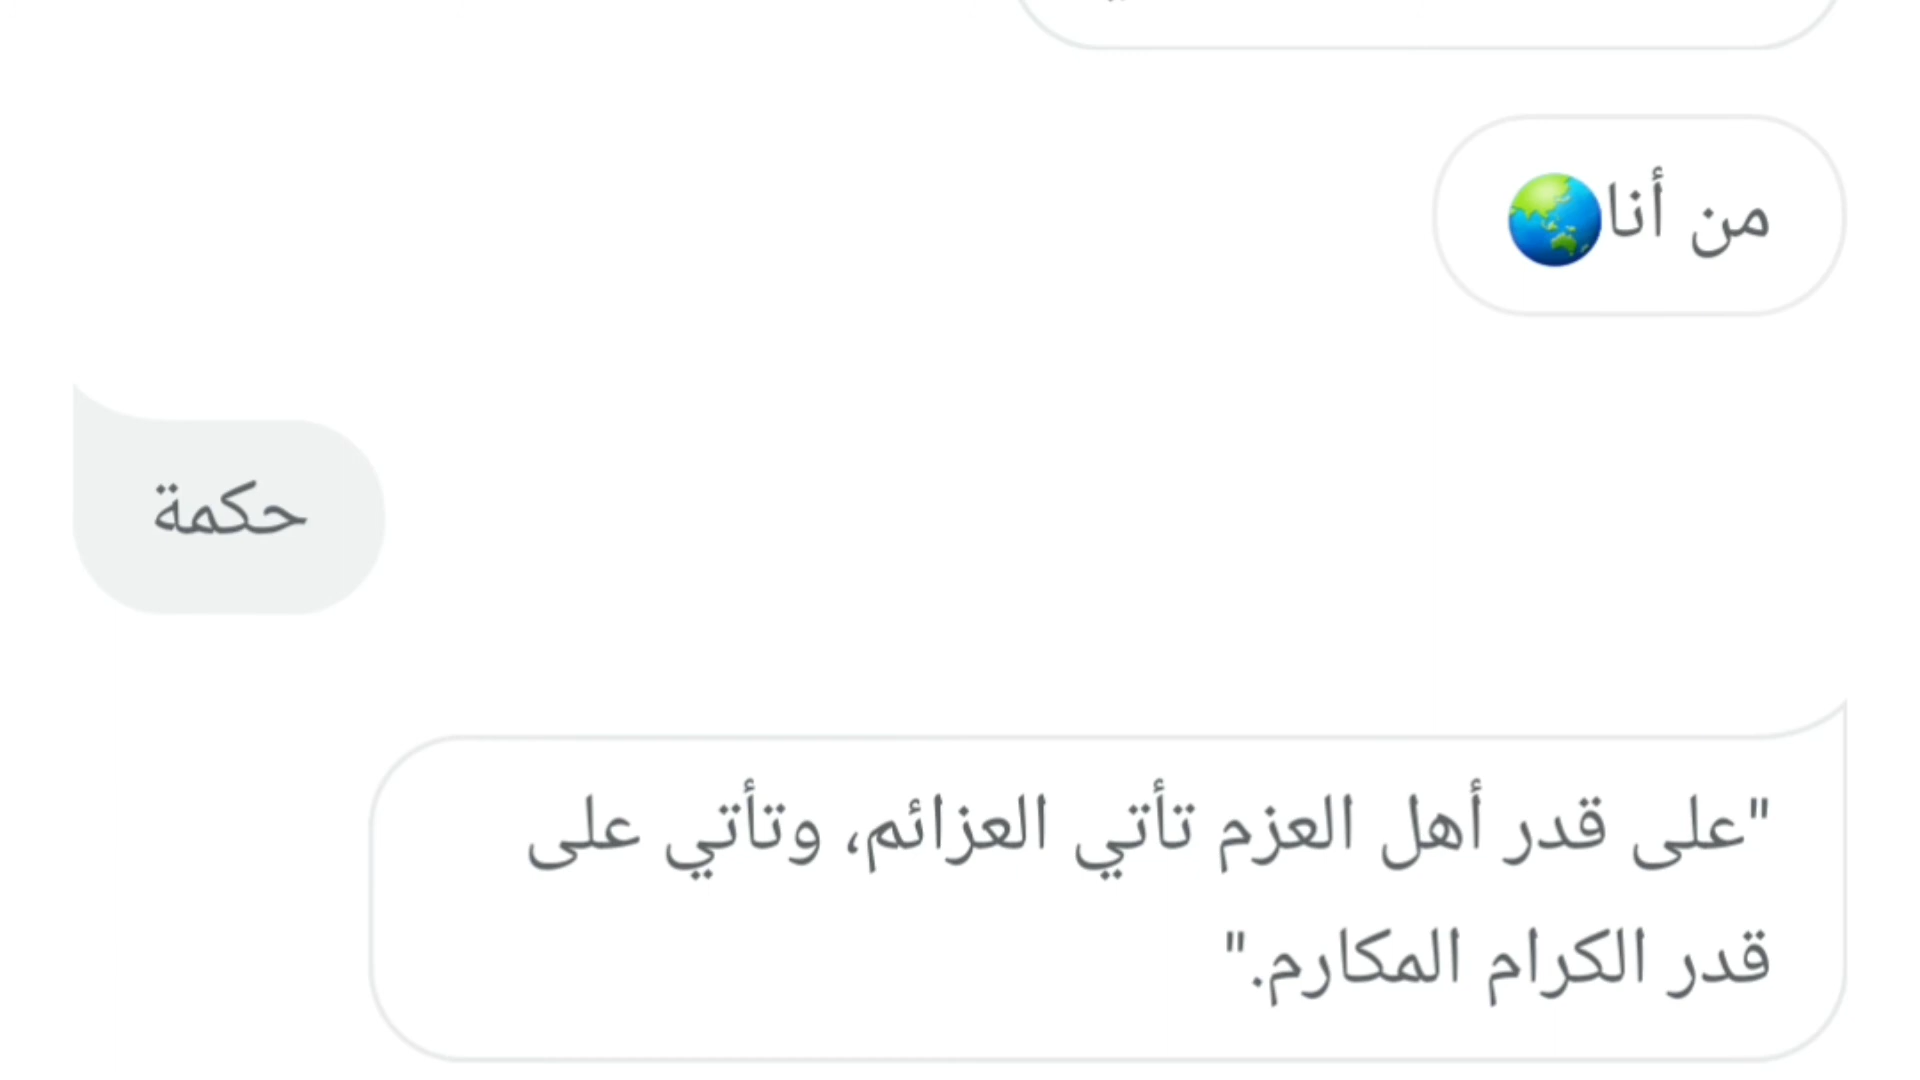 من أنا🌏
حكمة
"على قدر أهل العزم تأتي العزائم، وتأتي على
قدر الكرام المكارم."